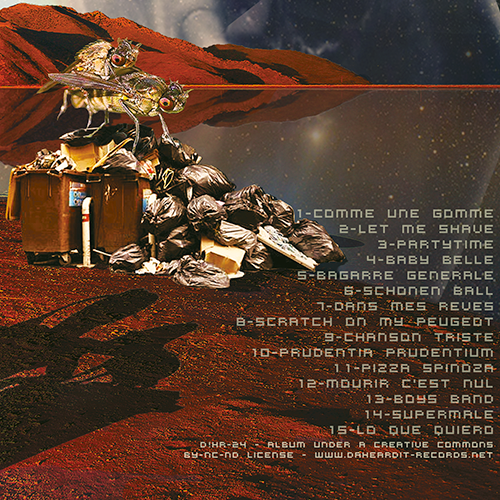 1-COMME UNE GOMME
2-LET ME SHAVE
3-PARTYTIME
4-BABY BELLE
5-BAGARRE GENERALE
6-SCHONEN BALL
7-DANS MES REVES
8-SCRATCH ON MY PEUGEOT
9-CHANSON TRISTE
10-PRUDENTIA PRUDENTIUM
11-PIZZA SPINOZA
12-MOURIR C'EST NUL
13-BOYS BAND
14-SUPERMALE
15-LO QUE QUIERO
D'HR-24 - ALBUM UNDER A CREATIVE COMMONS
BY-NC-ND LICENSE - WWW.DAHEARDIT-RECORDS.NET